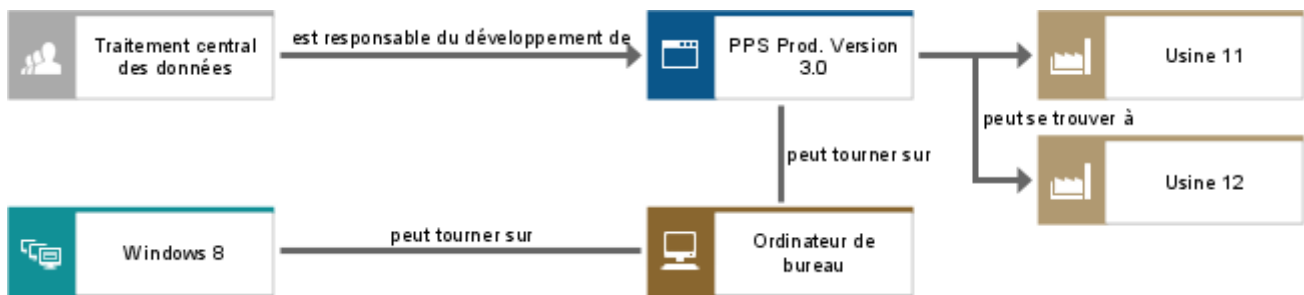 Traitement central
des données
est responsable du développement de
PPS Prod. Version
3.0
Usine 11
peut se trouver à
Usine 12
peut tourner sur
Windows 8
peut tourner sur
Ordinateur de
bureau